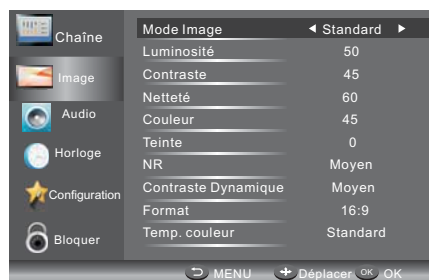 Chaîne
Image
Audio
Horloge
Configuration
Bloquer
Mode Image Standard
Luminosité 50
Contraste 45
Netteté 60
Couleur 45
Teinte 0
NR Moyen
Contraste Dynamique Moyen
Format 16:9
Temp. couleur Standard
MENU Déplacer OK OK